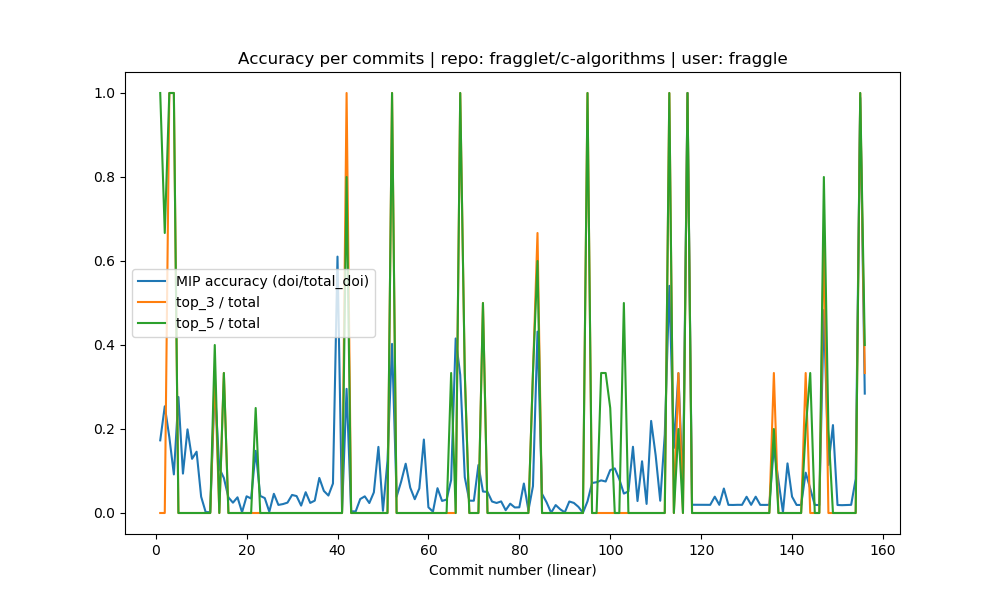 Accuracy per commits | repo: fragglet/c-algorithms | user: fraggle
1.0
0.8
0.6
0.4
0.2
0.0
MIP accuracy (doi/total_doi)
top_3 / total
top_5 / total
0 20 40 60 80 100 120 140 160
Commit number (linear)